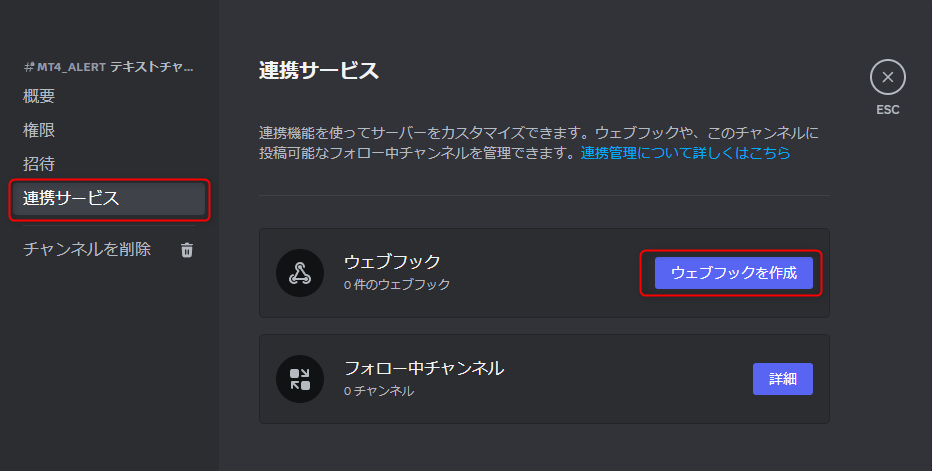 MT4_ALERT テキストチャ...
概要
権限
招待
連携サービス
チャンネルを削除
連携サービス
ESC
連携機能を使ってサーバーをカスタマイズできます。ウェブフックや、このチャンネルに
投稿可能なフォロー中チャンネルを管理できます。連携管理について詳しくはこちら
ウェブフック
0 件のウェブフック
ウェブフックを作成
フォロー中チャンネル
0 チャンネル
詳細